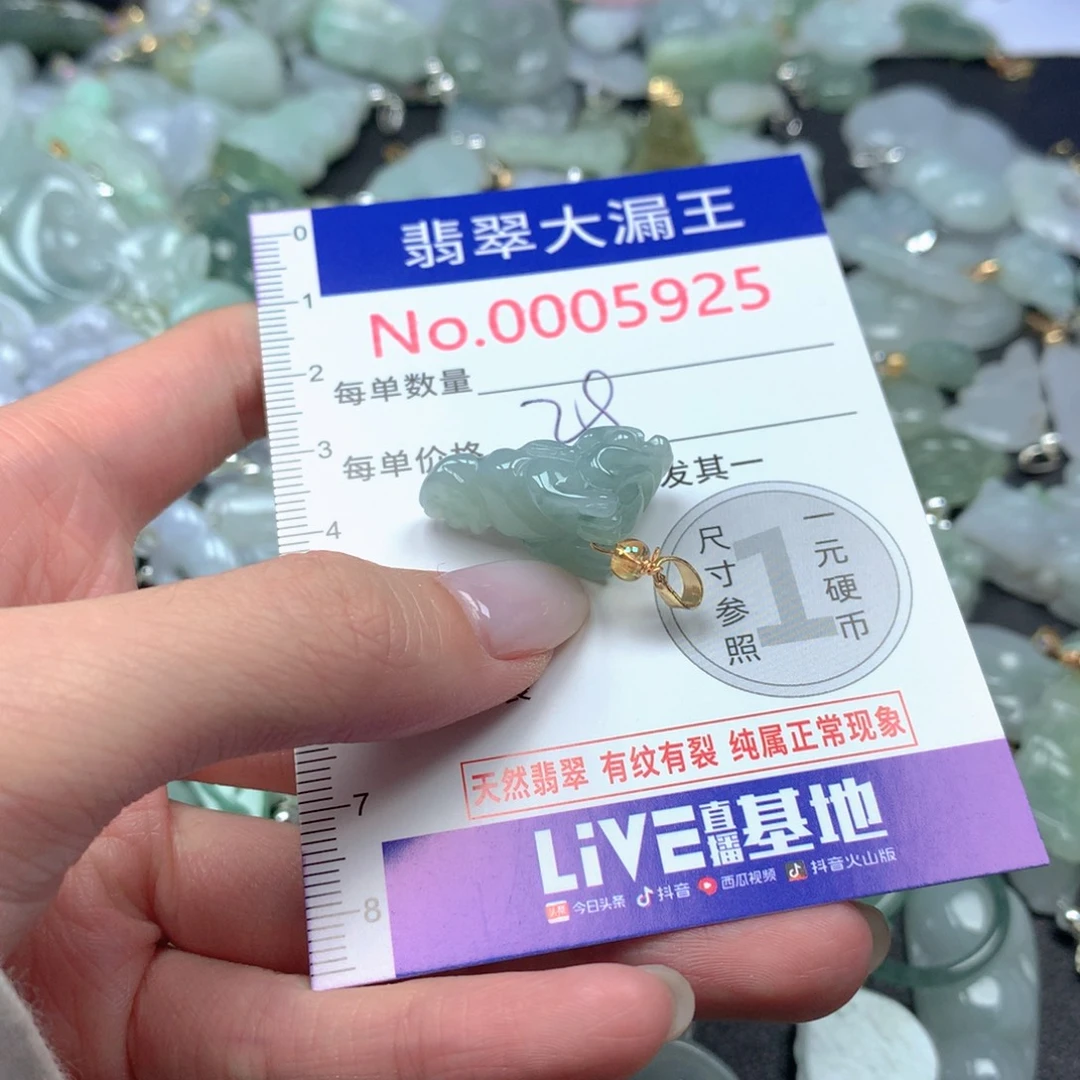 翡翠大漏王
No.0005925
每单数量
每单价格
发其一
尺寸参照
1
一元硬币
天然翡翠 有纹有裂 纯属正常现象
LiVE直播基地
头条 今日头条 抖音 西瓜视频 抖音火山版
0
1
2
3
4
7
8